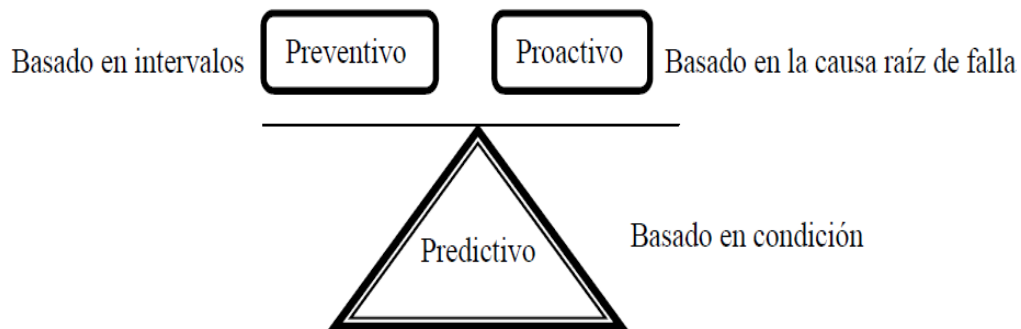 Basado en intervalos Preventivo Proactivo Basado en la causa raíz de falla
Predictivo Basado en condición